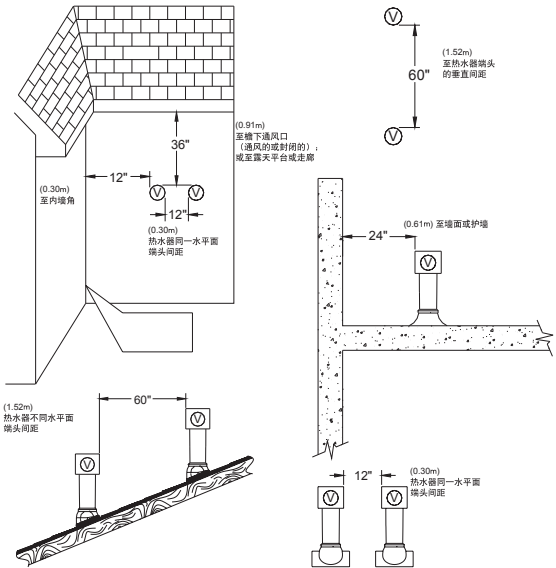 V
(1.52m)
至热水器端头
的垂直间距
60"
V
36"
(0.91m)
至檐下通风口
（通风的或封闭的）;
或至露天平台或走廊
12"
(0.30m)
至内墙角
V V
12"
(0.30m)
热水器同一水平面
端头间距
(0.61m) 至墙面或护墙
24"
V
60"
(1.52m)
热水器不同水平面
端头间距
V
V
12"
(0.30m)
热水器同一水平面
端头间距
V V